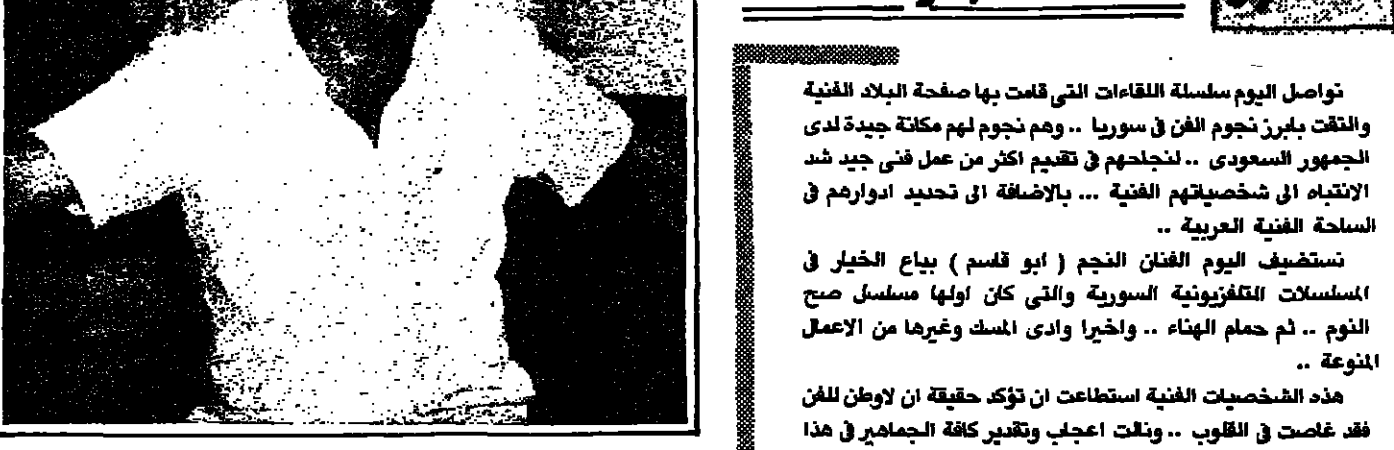 نواصل اليوم سلسلة اللقاءات التى قامت بها صفحة البلاد الفنية
والتقت بابرز نجوم الفن فى سوريا .. وهم نجوم لهم مكانة جيدة لدى
الجمهور السعودى .. لنجاحهم فى تقديم اكثر من عمل فنى جيد شد
الانتباه الى شخصياتهم الفنية ... بالاضافة الى تحديد ادوارهم فى
الساحة الفنية العربية ..
نستضيف اليوم الفنان النجم ( ابو قاسم ) بياع الخيار فى
المسلسلات التلفزيونية السورية والتى كان اولها مسلسل صح
النوم .. ثم حمام الهناء .. واخيرا وادى المسك وغيرها من الاعمال
المنوعة ..
هذه الشخصيات الفنية استطاعت ان تؤكد حقيقة ان لاوطن للفن
فقد غاصت فى القلوب .. ونالت اعجاب وتقدير كافة الجماهير فى هذا